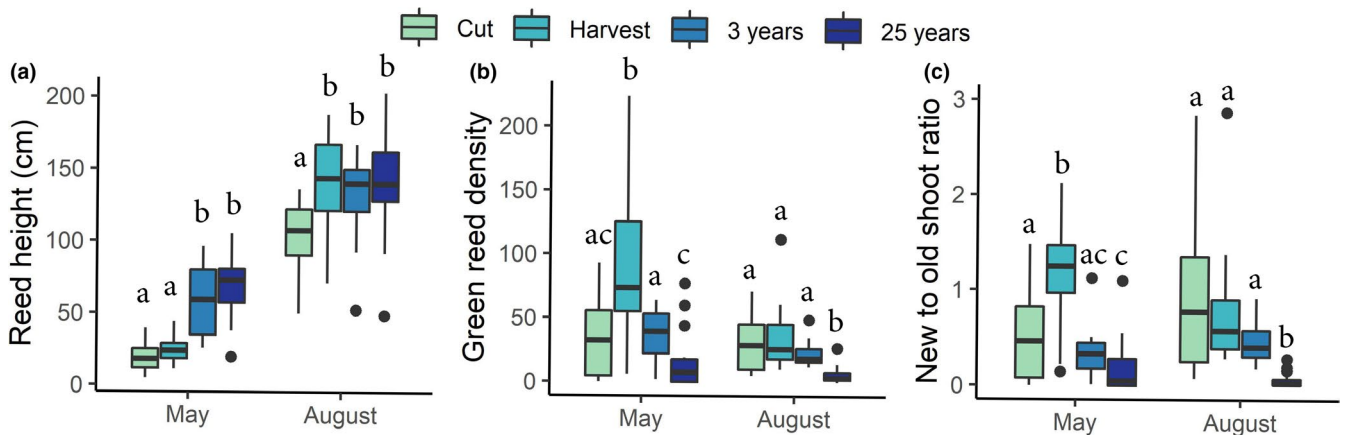 Cut Harvest 3 years 25 years
(a)
Reed height (cm)
200
150
100
50
0
a a b b
a b b b
May August
(b)
Green reed density
200
150
100
50
0
ac b a c
a a a b
May August
(c)
New to old shoot ratio
3
2
1
0
a b ac c
a a a b
May August